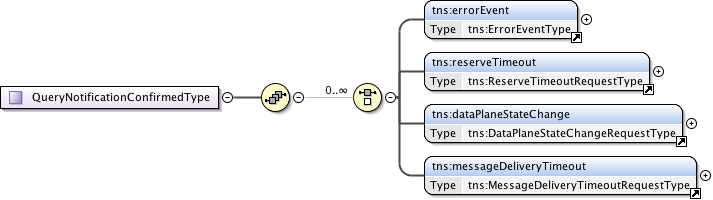 tns:errorEvent
Type tns:ErrorEventType
tns:reserveTimeout
Type tns:ReserveTimeoutRequestType
QueryNotificationConfirmedType
0..∞
tns:dataPlaneStateChange
Type tns:DataPlaneStateChangeRequestType
tns:messageDeliveryTimeout
Type tns:MessageDeliveryTimeoutRequestType